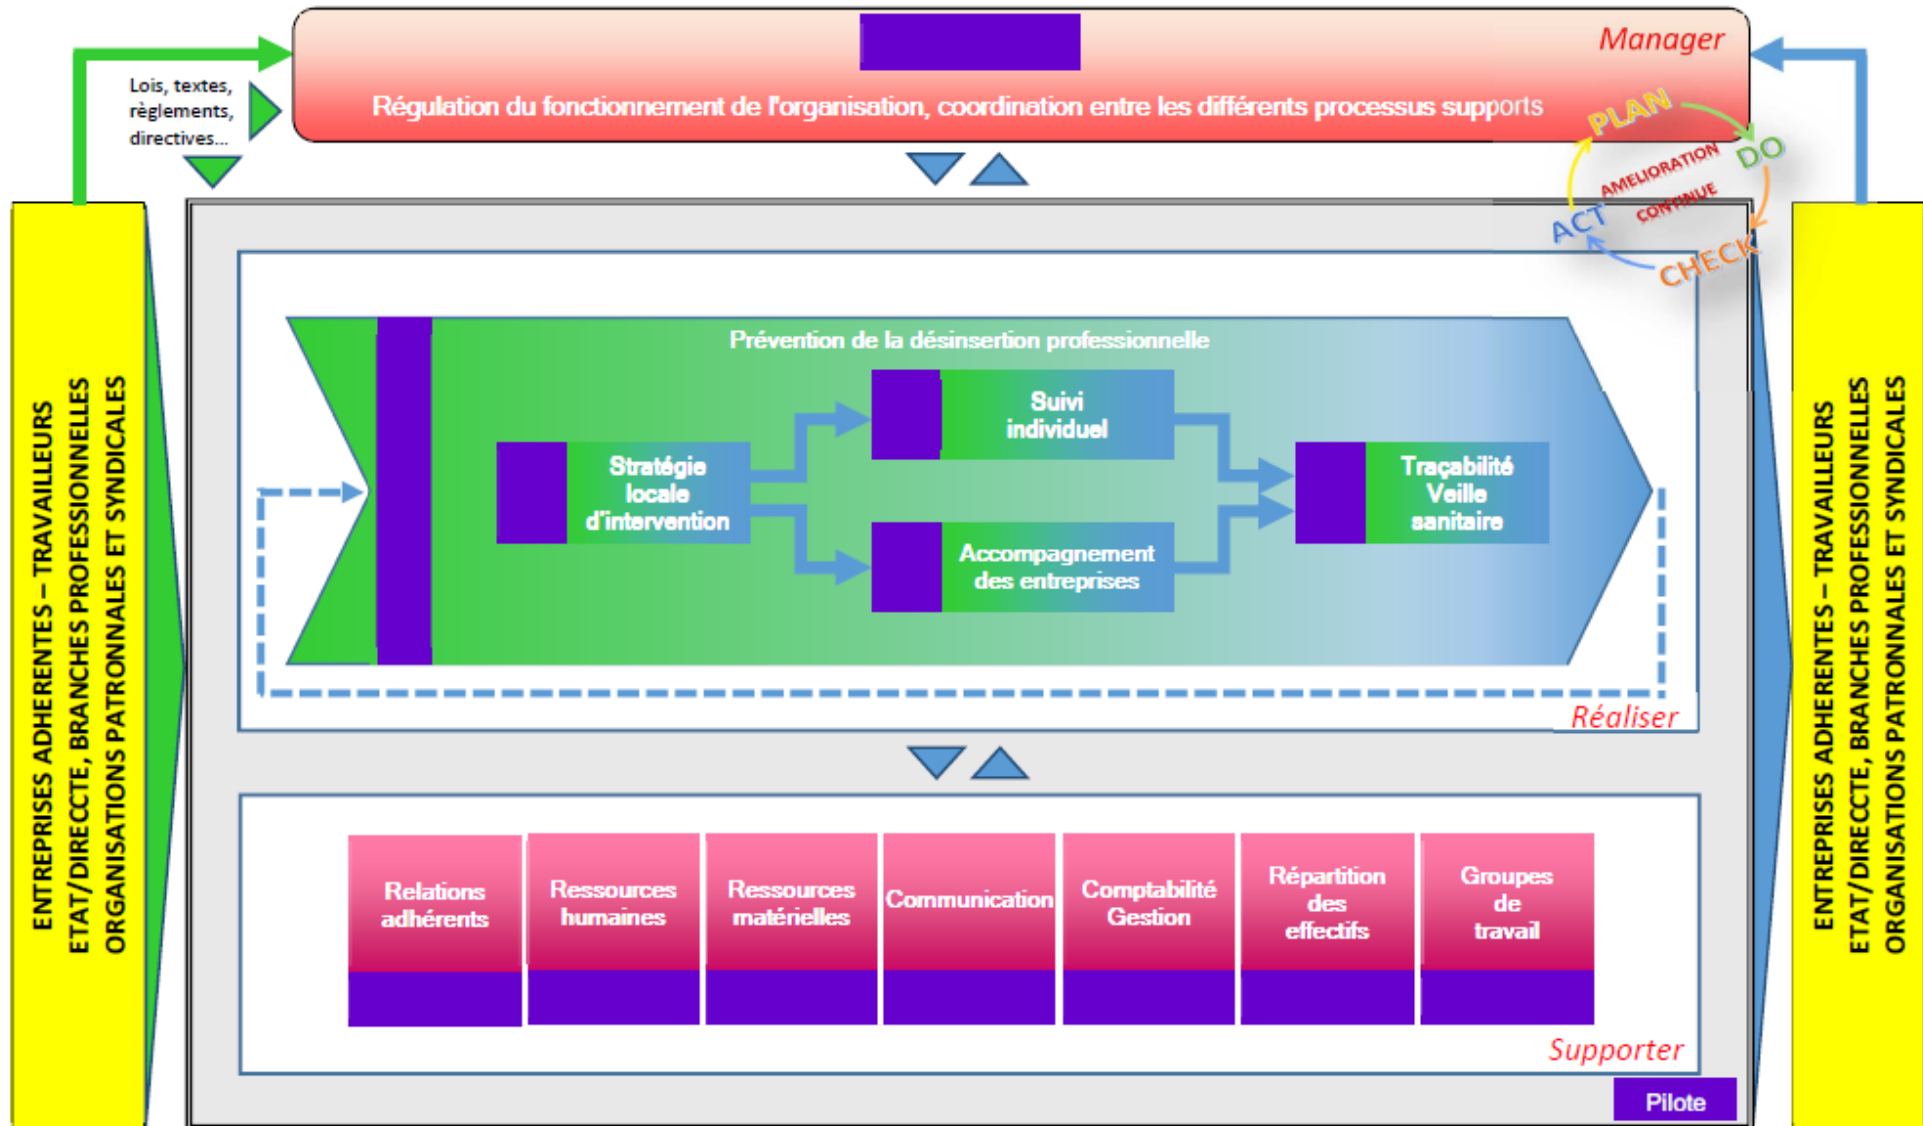 Manager
Régulation du fonctionnement de l'organisation, coordination entre les différents processus supports
Lois, textes,
règlements,
directives...
PLAN
DO
CHECK
ACT
AMELIORATION
CONTINUE
ENTREPRISES ADHERENTES – TRAVAILLEURS
ETAT/DIRECCTE, BRANCHES PROFESSIONNELLES
ORGANISATIONS PATRONNALES ET SYNDICALES
Prévention de la désinsertion professionnelle
Stratégie
locale
d'intervention
Suivi
individuel
Accompagnement
des entreprises
Traçabilité
Veille
sanitaire
Réaliser
Relations
adhérents
Ressources
humaines
Ressources
matérielles
Communication
Comptabilité
Gestion
Répartition
des
effectifs
Groupes
de
travail
Supporter
Pilote
ENTREPRISES ADHERENTES – TRAVAILLEURS
ETAT/DIRECCTE, BRANCHES PROFESSIONNELLES
ORGANISATIONS PATRONNALES ET SYNDICALES